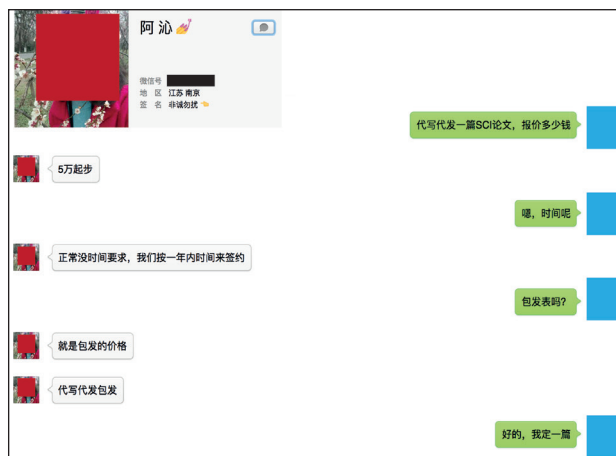 阿沁💅
微信号
地 区 江苏 南京
签 名 非诚勿扰👈
代写代发一篇SCI论文，报价多少钱
5万起步
嗯，时间呢
正常没时间要求，我们按一年内时间来签约
包发表吗?
就是包发的价格
代写代发包发
好的，我定一篇